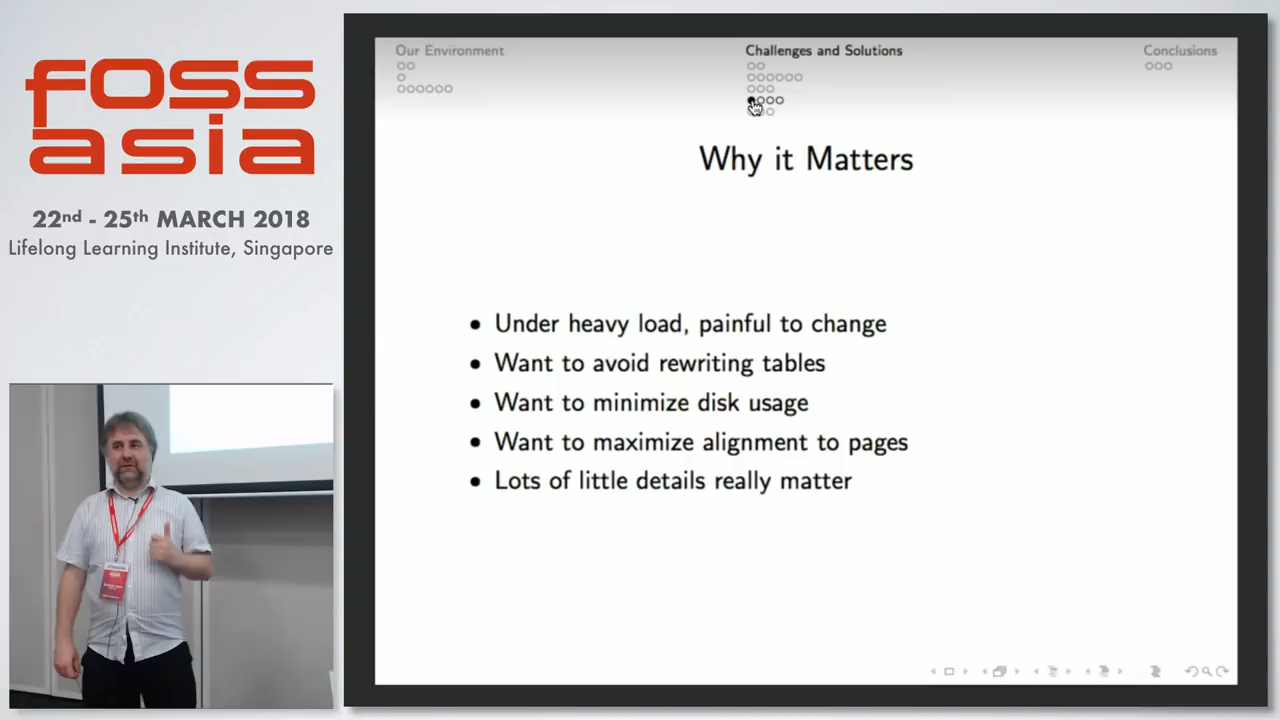 foss
asia
22nd - 25th MARCH 2018
Lifelong Learning Institute, Singapore
Our Environment
Challenges and Solutions
Conclusions
Why it Matters
• Under heavy load, painful to change
• Want to avoid rewriting tables
• Want to minimize disk usage
• Want to maximize alignment to pages
• Lots of little details really matter